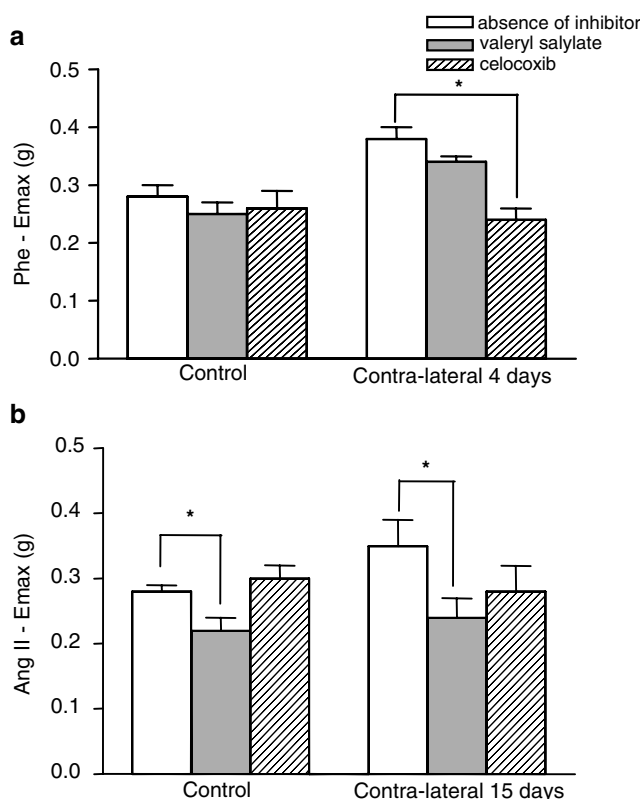 absence of inhibitor
valeryl salylate
celocoxib
a
*
0.5
0.4
0.3
0.2
0.1
0.0
Phe - Emax (g)
Control Contra-lateral 4 days
b
* *
0.5
0.4
0.3
0.2
0.1
0.0
Ang II - Emax (g)
Control Contra-lateral 15 days